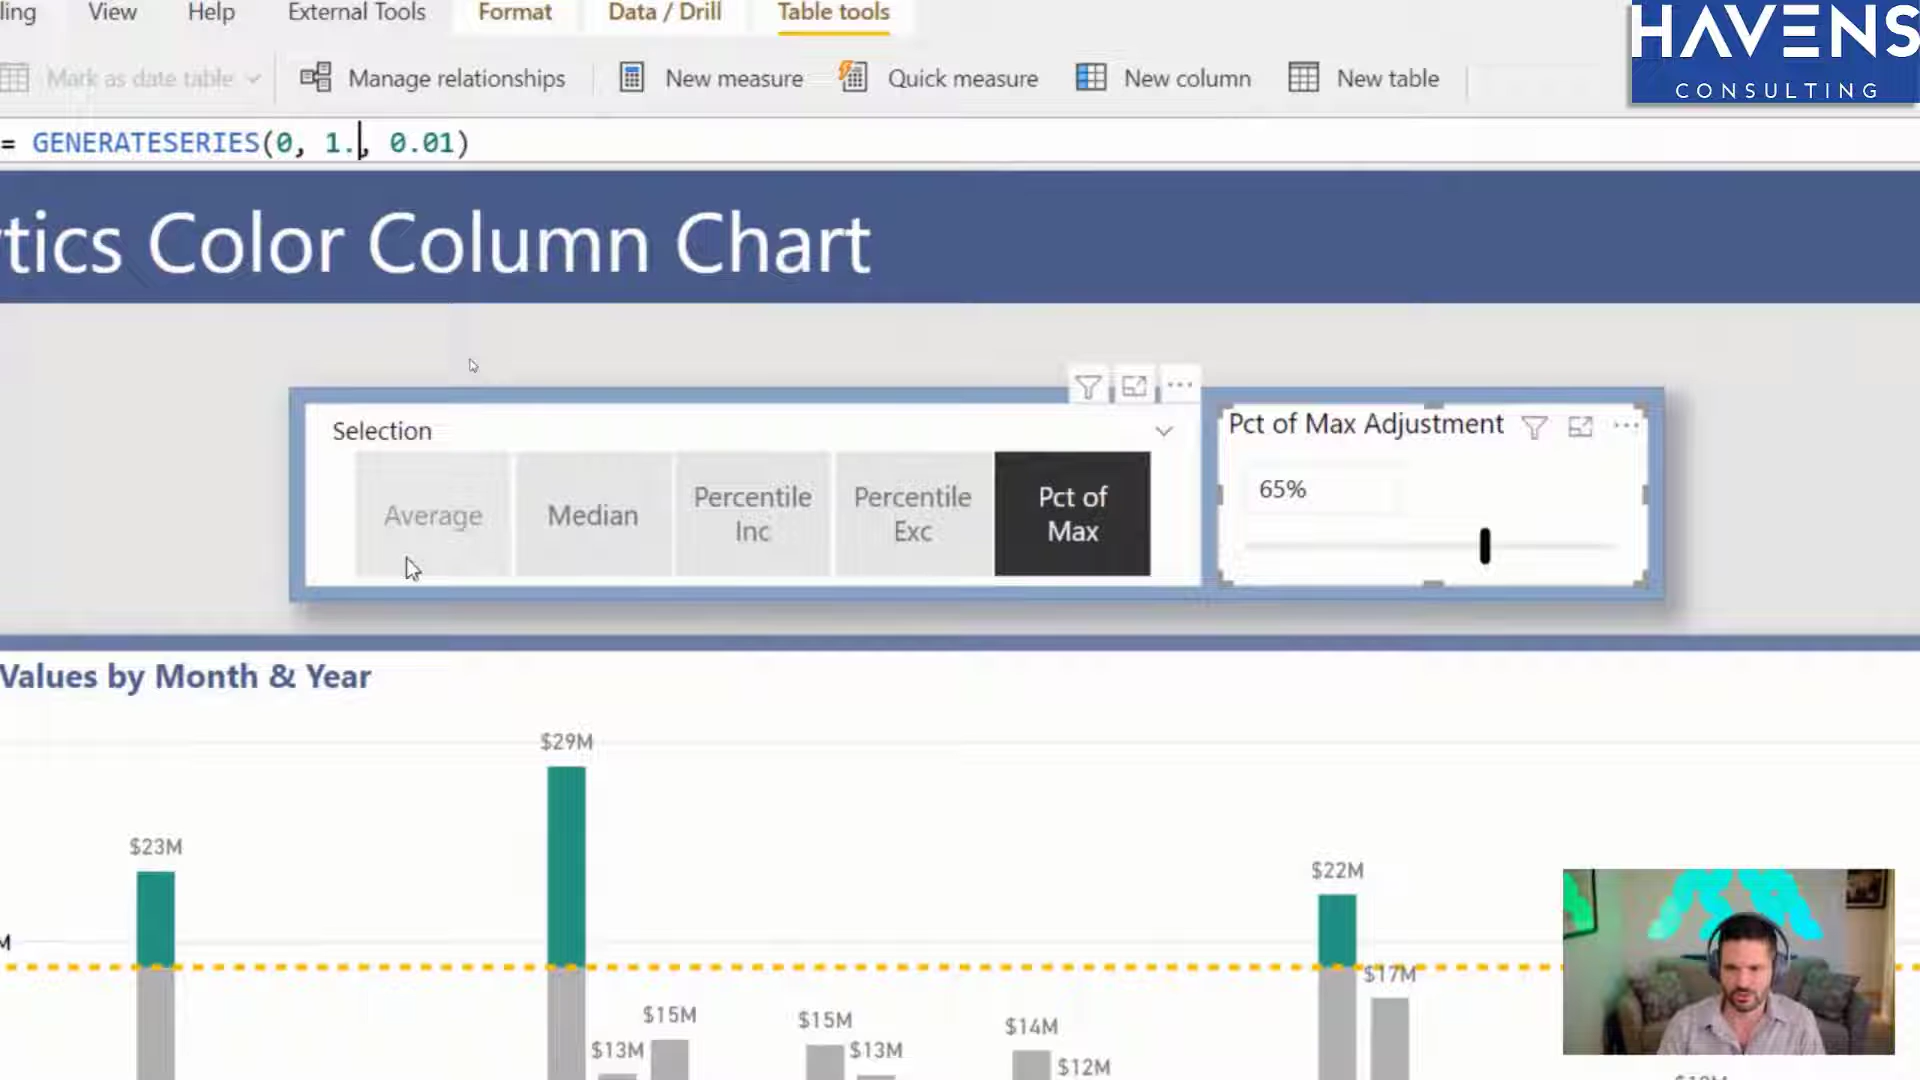 ling View Help External Tools Format Data / Drill Table tools
HAVENS
CONSULTING
Mark as date table Manage relationships New measure Quick measure New column New table
= GENERATESERIES(0, 1., 0.01)
tics Color Column Chart
Selection
Average
Median
Percentile
Inc
Percentile
Exc
Pct of
Max
Pct of Max Adjustment
65%
Values by Month & Year
$29M
$23M
$22M
M
$17M
$15M
$15M
$14M
$13M
$13M
$12M